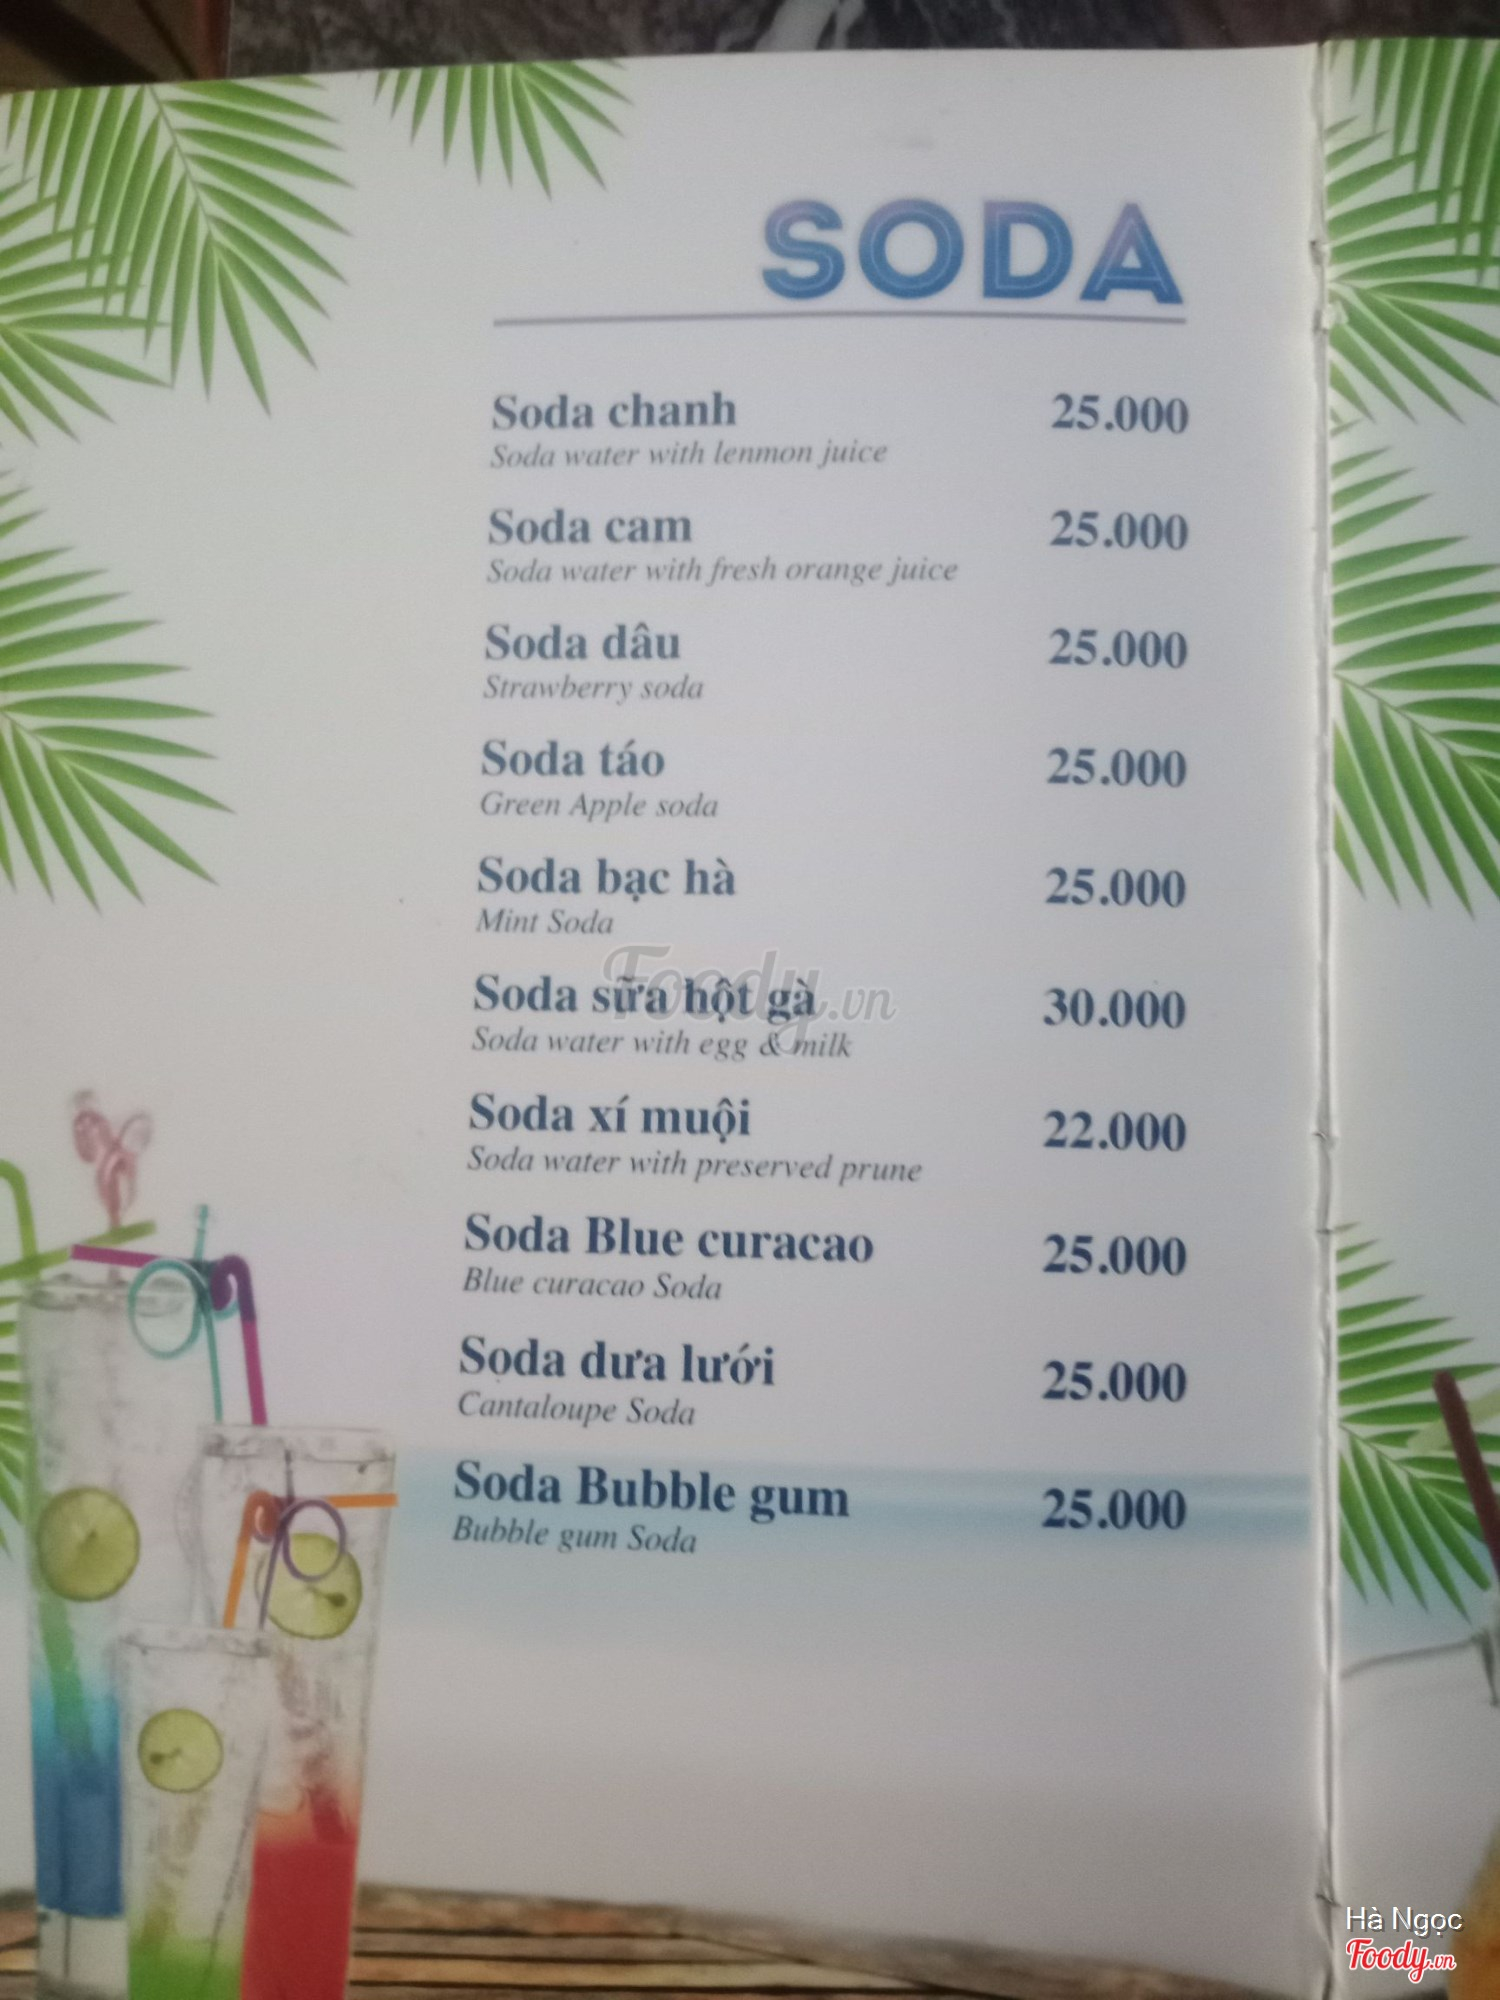 SODA
Soda chanh 25.000
Soda water with lenmon juice
Soda cam 25.000
Soda water with fresh orange juice
Soda dâu 25.000
Strawberry soda
Soda táo 25.000
Green Apple soda
Soda bạc hà 25.000
Mint Soda
Soda sữa hột gà 30.000
Soda water with egg & milk
Foody.vn
Soda xí muội 22.000
Soda water with preserved prune
Soda Blue curacao 25.000
Blue curacao Soda
Soda dưa lưới 25.000
Cantaloupe Soda
Soda Bubble gum 25.000
Bubble gum Soda
Hà Ngọc
Foody.vn